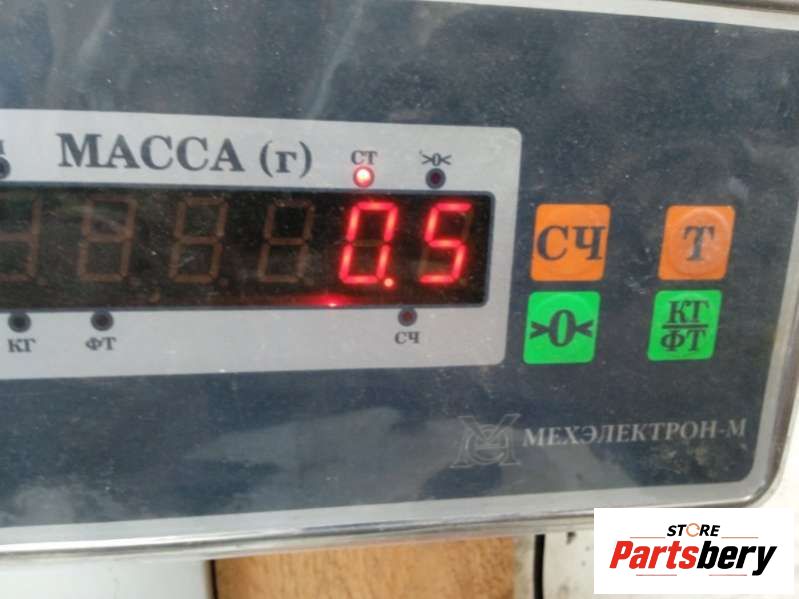 МАССА (г)
СТ
>0<
0.5
СЧ
Т
>0<
КГ
ФТ
КГ
ФТ
СЧ
МЕХЭЛЕКТРОН-М
STORE
Partsbery